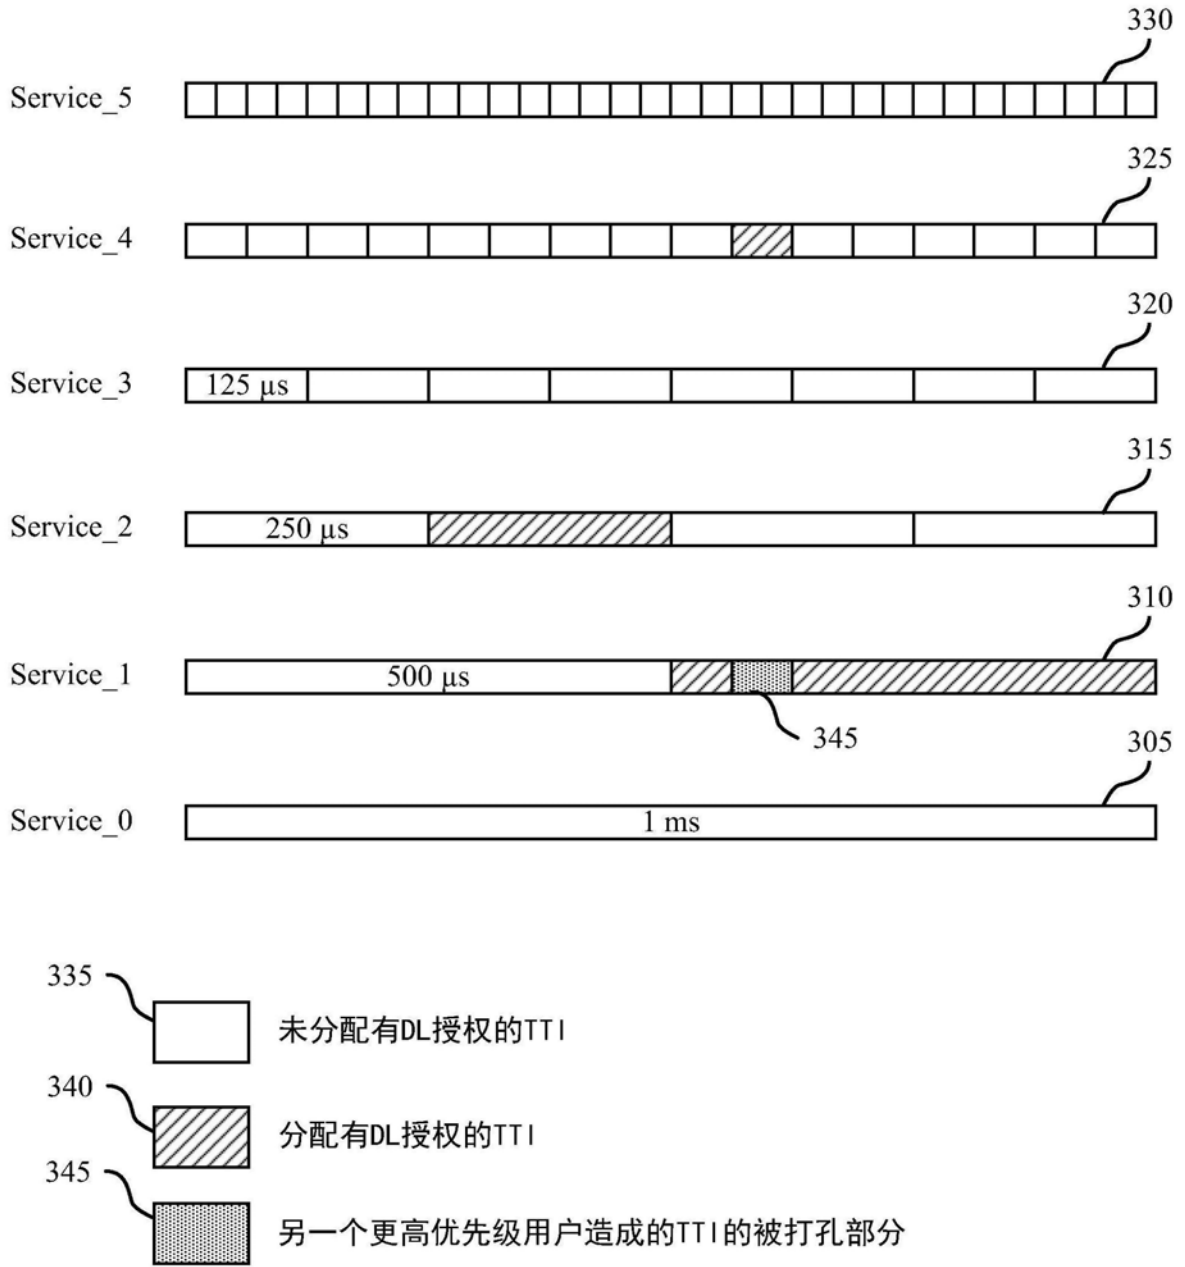 330
Service_5
325
Service_4
320
Service_3
125 µs
315
Service_2
250 µs
310
Service_1
500 µs
345
305
Service_0
1 ms
335
未分配有DL授权的TTI
340
分配有DL授权的TTI
345
另一个更高优先级用户造成的TTI的被打孔部分